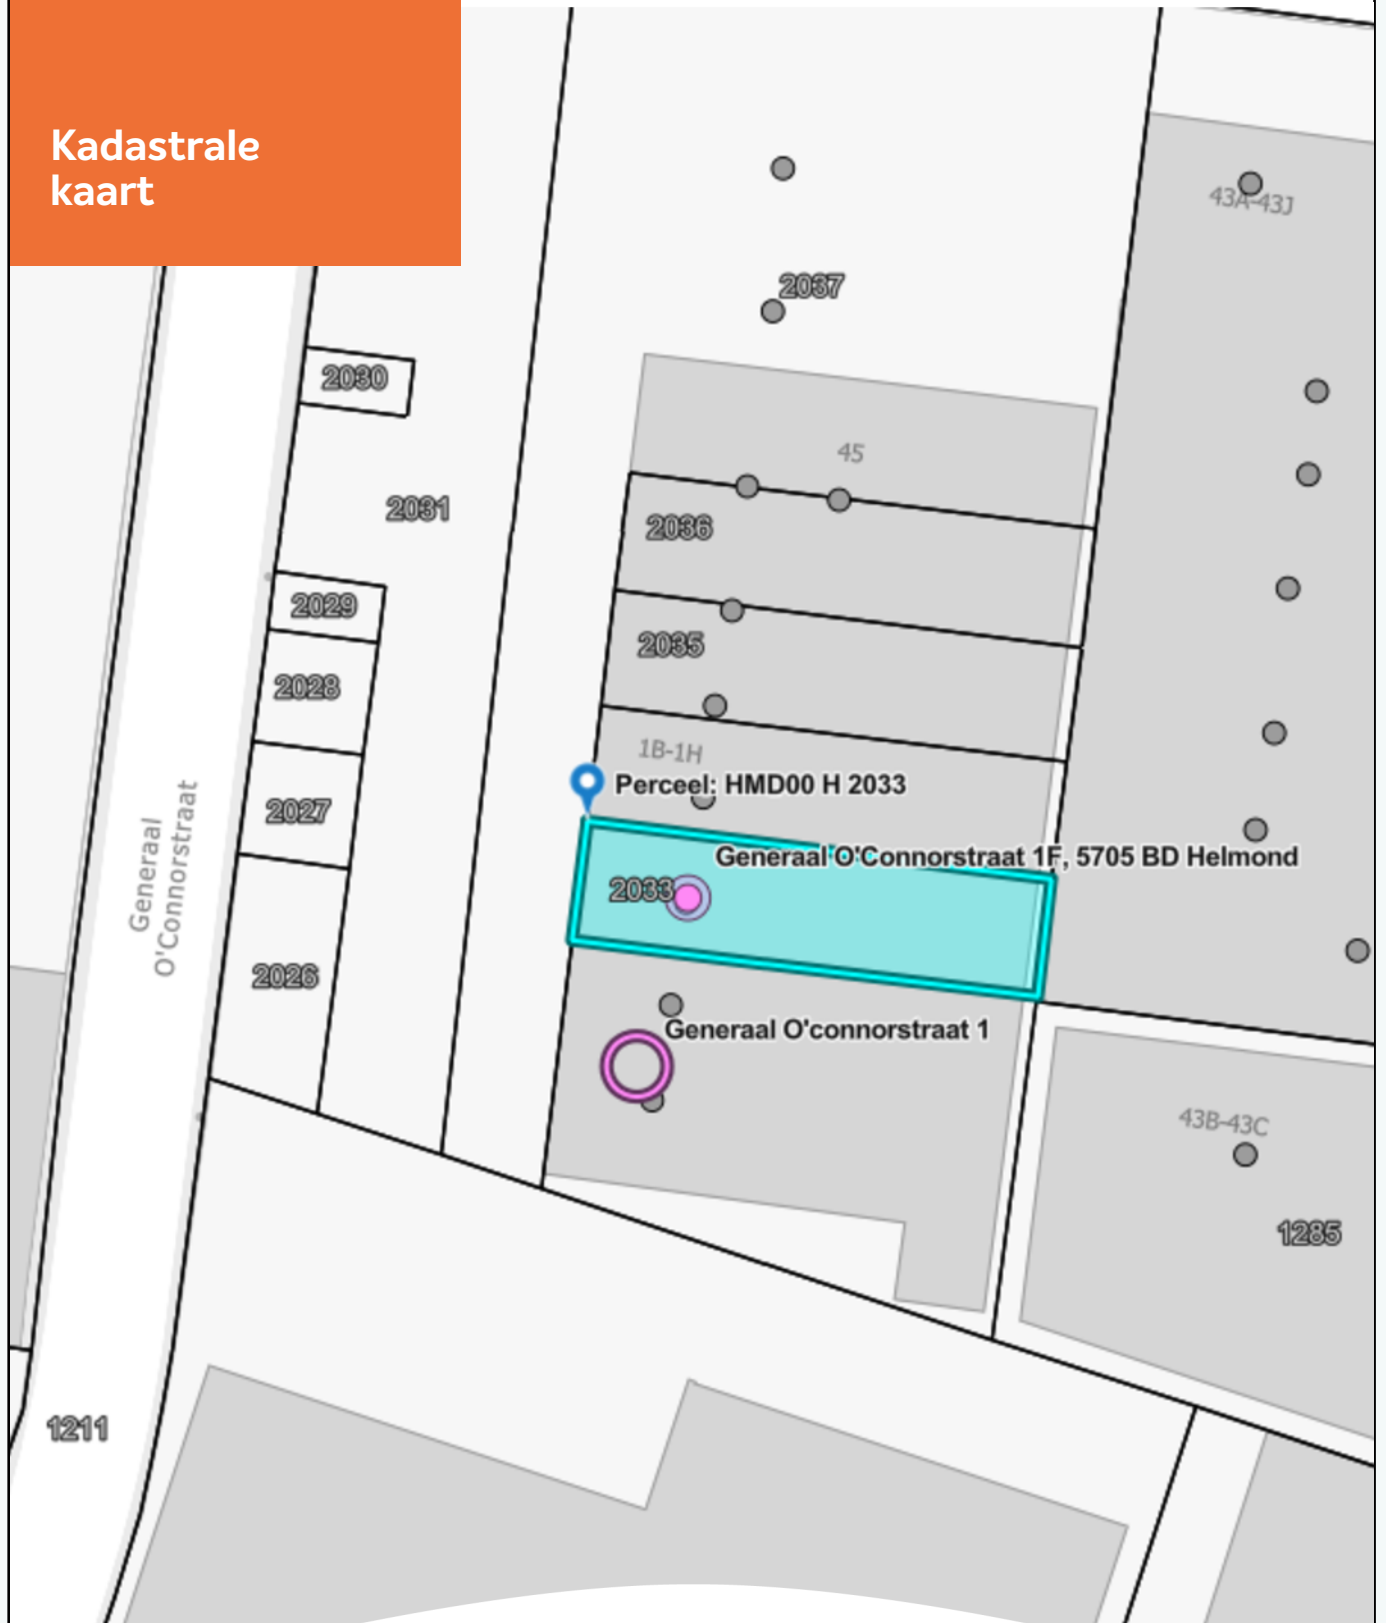 Kadastrale
kaart
43A-43J
2037
2030
45
2031
2036
2029
2035
2028
1B-1H
Perceel: HMD00 H 2033
2027
Generaal O'Connorstraat 1F, 5705 BD Helmond
Generaal
O'Connorstraat
2033
2026
Generaal O'connorstraat 1
43B-43C
1285
1211